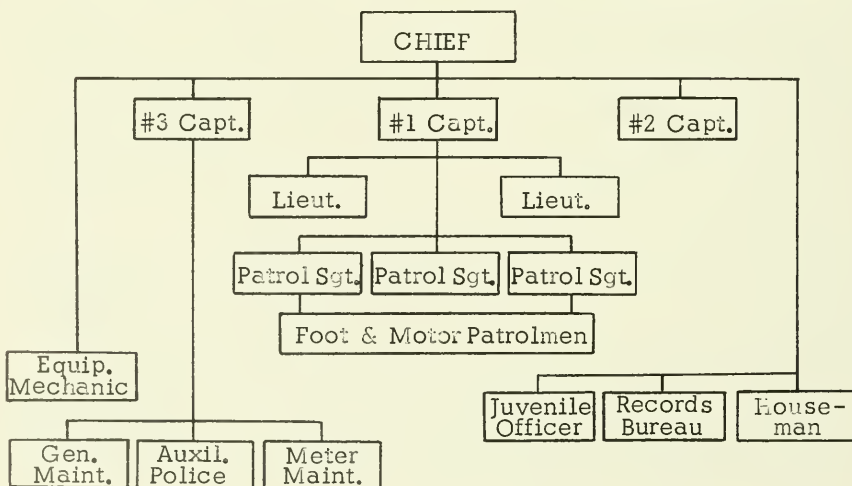 CHIEF
#3 Capt.
#1 Capt.
#2 Capt.
Lieut.
Lieut.
Patrol Sgt.
Patrol Sgt.
Patrol Sgt.
Foot & Motor Patrolmen
Equip.
Mechanic
Juvenile
Officer
Records
Bureau
House-
man
Gen.
Maint.
Auxil.
Police
Meter
Maint.